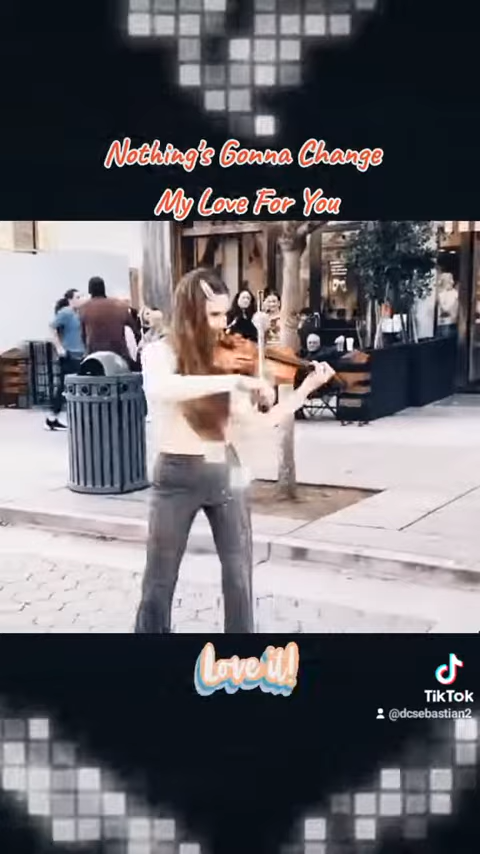 Nothing's Gonna Change
My Love For You
Love it!
TikTok
@dcsebastian2